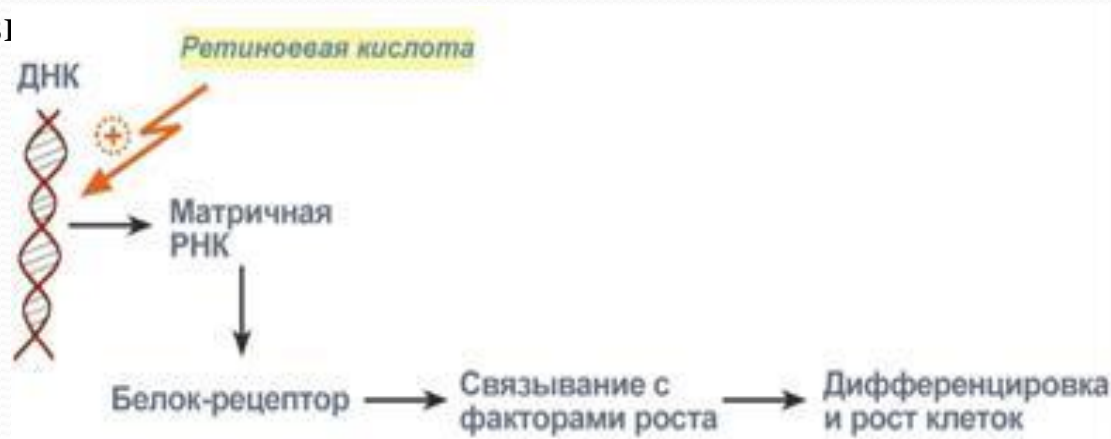 Ретиноевая кислота
ДНК
+
Матричная
РНК
Белок-рецептор
Связывание с
факторами роста
Дифференцировка
и рост клеток